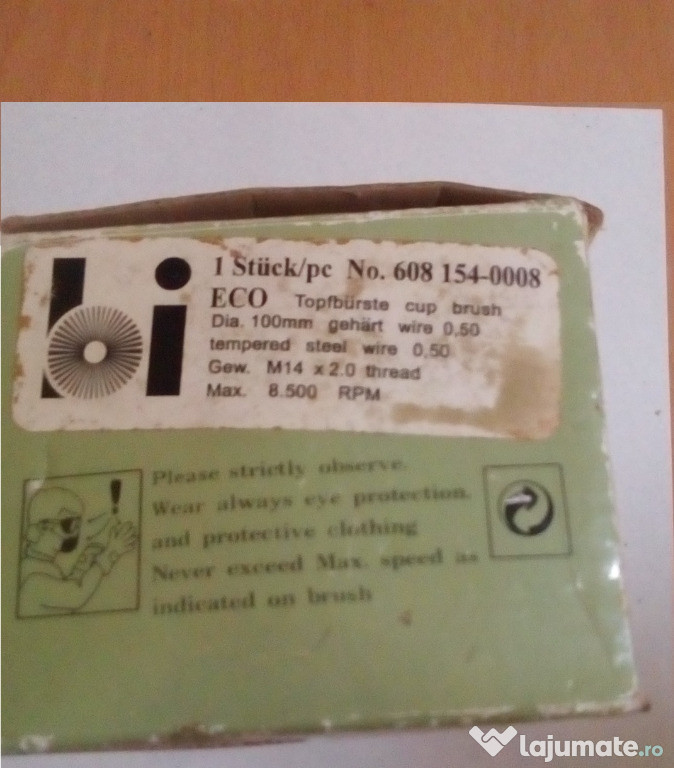 bi
1 Stück/pc No. 608 154-0008
ECO Topfbürste cup brush
Dia. 100mm gehärt wire 0,50
tempered steel wire 0,50
Gew. M14 x 2.0 thread
Max. 8.500 RPM
Please strictly observe.
Wear always eye protection,
and protective clothing
Never exceed Max. speed as
indicated on brush
!
lajumate.ro